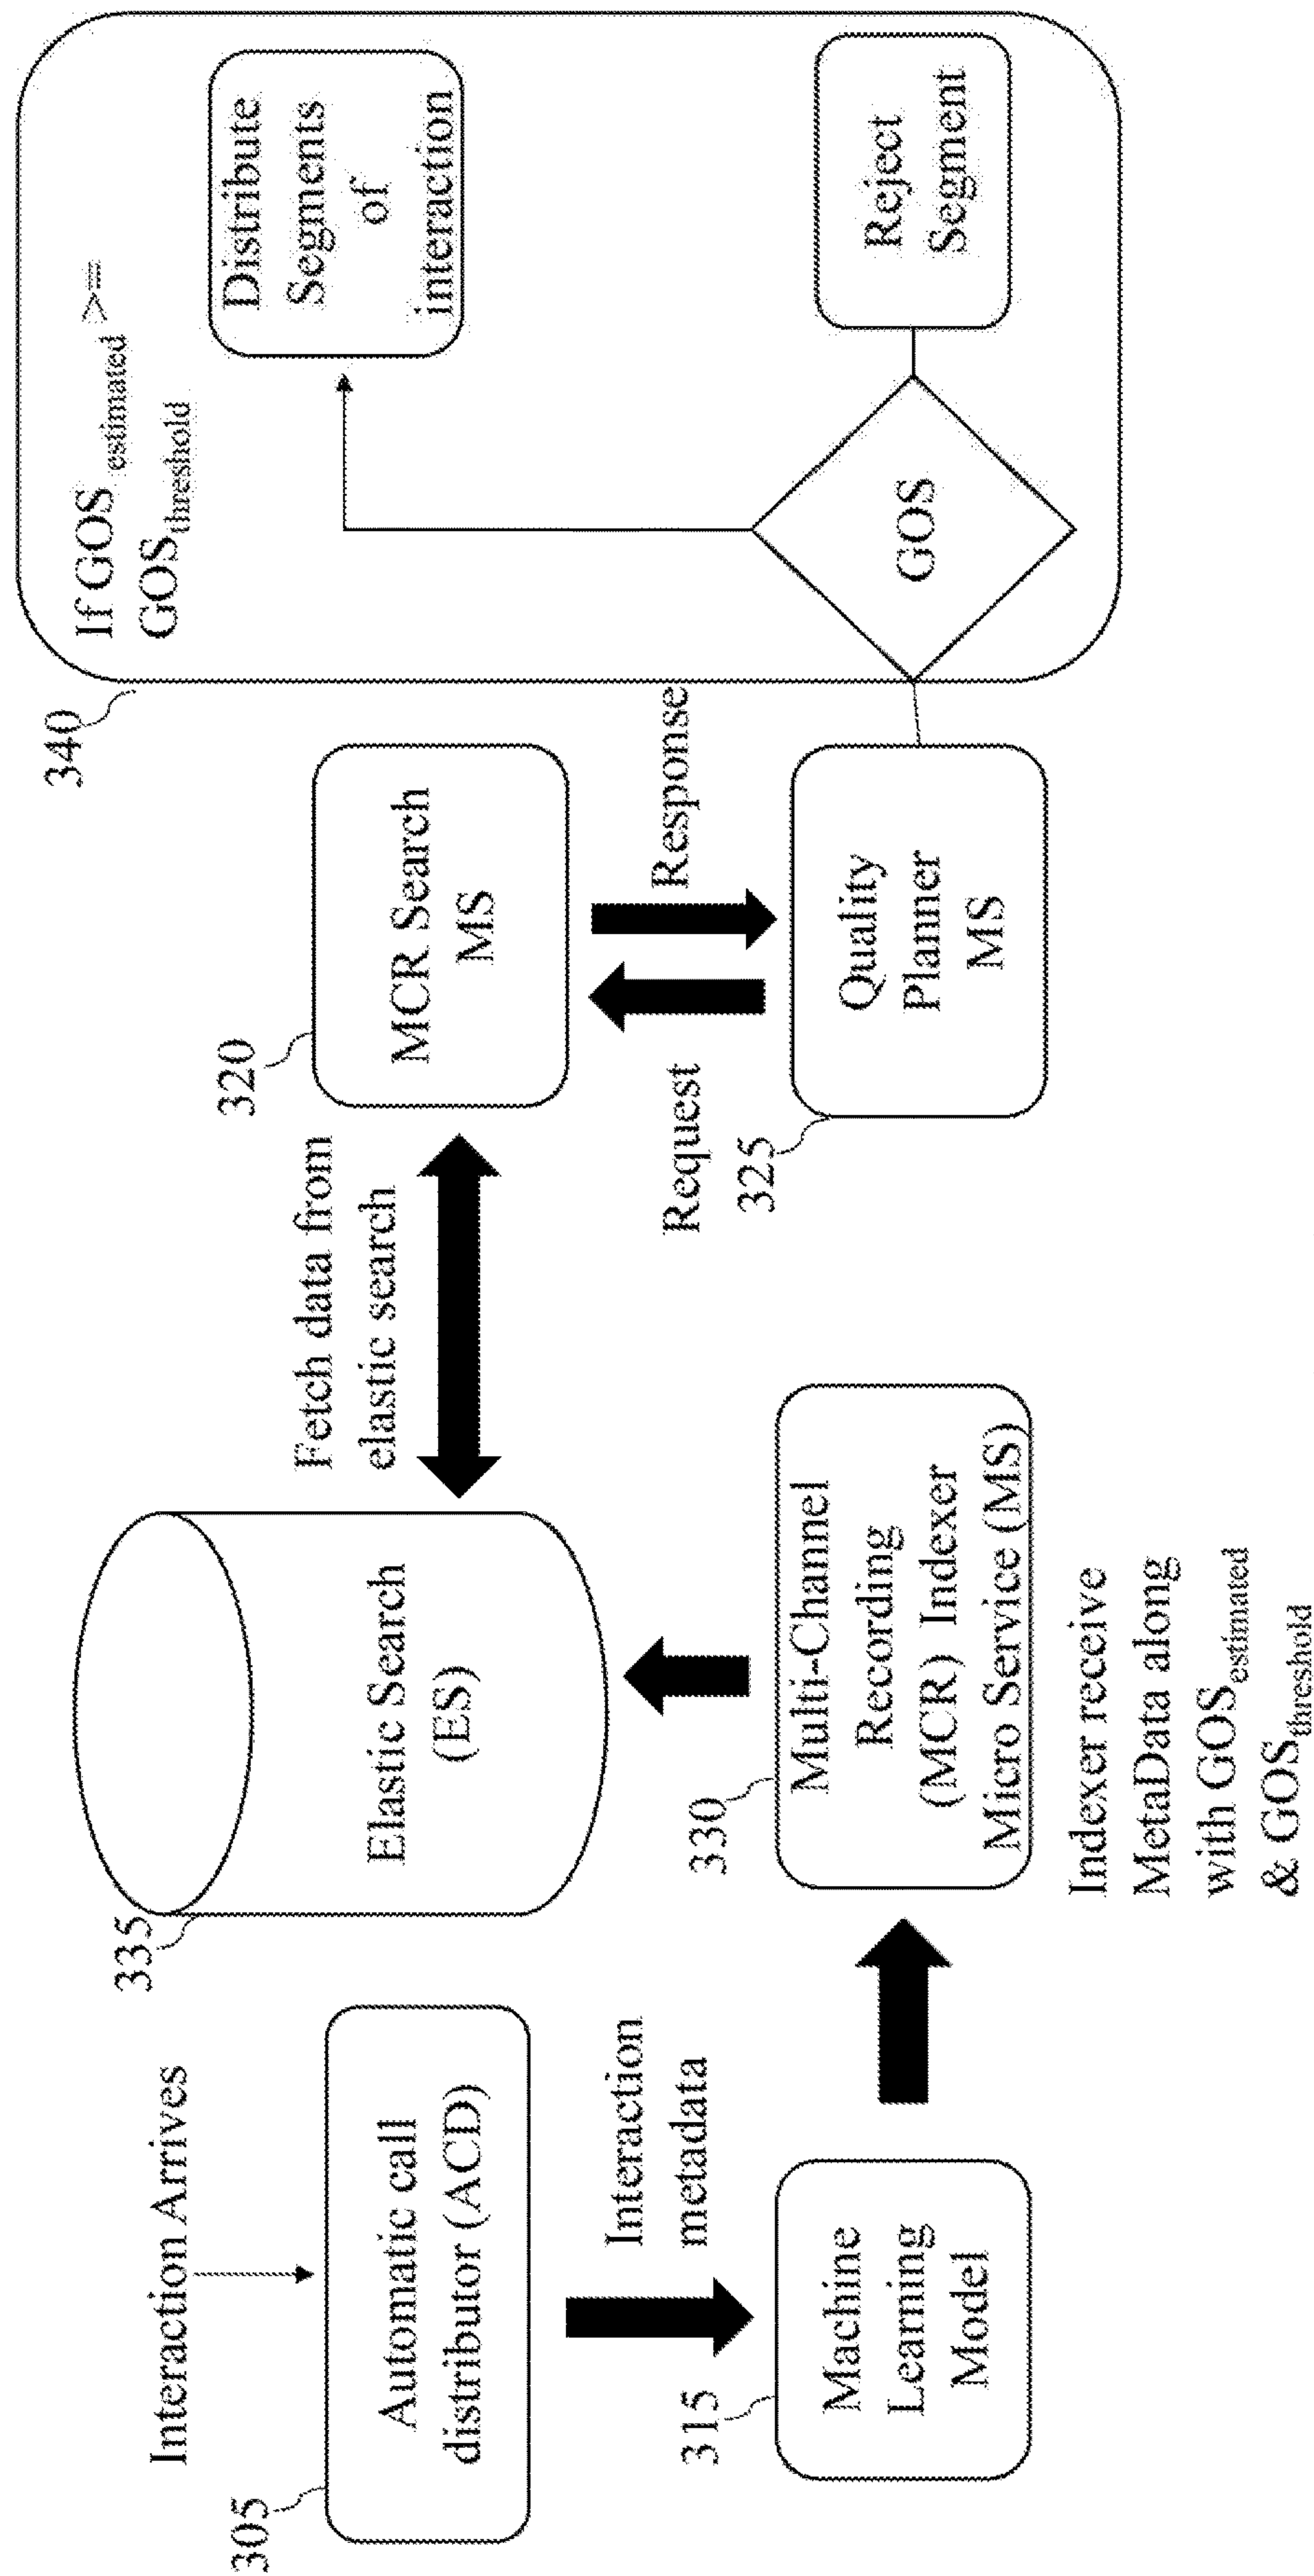 Interaction Arrives
305
Automatic call
distributor (ACD)
Interaction
metadata
315
Machine
Learning
Model
335
Elastic Search
(ES)
330
Multi-Channel
Recording
(MCR) Indexer
Micro Service (MS)
Indexer receive
MetaData along
with GOSestimated
& GOSthreshold
Fetch data from
elastic search
320
MCR Search
MS
Request
Response
325
Quality
Planner
MS
340
If GOS estimated >=
GOSthreshold
Distribute
Segments
of
interaction
GOS
Reject
Segment